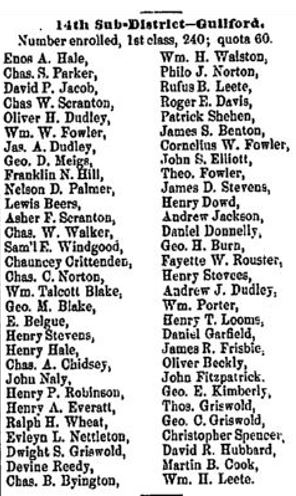 14th Sub-District—Guilford.
Number enrolled, 1st class, 240; quota 60.
Enos A. Hale,
Chas. S. Parker,
David P. Jacob,
Chas W. Scranton,
Oliver H. Dudley,
Wm. W. Fowler,
Jas. A. Dudley,
Geo. D. Meigs,
Franklin N. Hill,
Nelson D. Palmer,
Lewis Beers,
Asher F. Scranton,
Chas. W. Walker,
Sam'l E. Windgood,
Chauncey Crittenden,
Chas. C. Norton,
Wm. Talcott Blake,
Geo. M. Blake,
E. Belgue,
Henry Stevens,
Henry Hale,
Chas. A. Chidsey,
John Naly,
Henry P. Robinson,
Henry A. Everatt,
Ralph H. Wheat,
Evleyn L. Nettleton,
Dwight S. Griswold,
Devine Reedy,
Chas. B. Byington,
Wm. H. Walston,
Philo J. Norton,
Rufus B. Leete,
Roger E. Davis,
Patrick Shehen,
James S. Benton,
Cornelius W. Fowler,
John S. Elliott,
Theo. Fowler,
James D. Stevens,
Henry Dowd,
Andrew Jackson,
Daniel Donnelly,
Geo. H. Burn,
Fayette W. Rouster,
Henry Stevces,
Andrew J. Dudley,
Wm. Porter,
Henry T. Looms,
Daniel Garfield,
James R. Frisbie,
Oliver Beckly,
John Fitzpatrick.
Geo. E. Kimberly,
Thos. Griswold,
Geo. C. Griswold,
Christopher Spencer,
David R. Hubbard,
Martin B. Cook,
Wm. H. Leete.